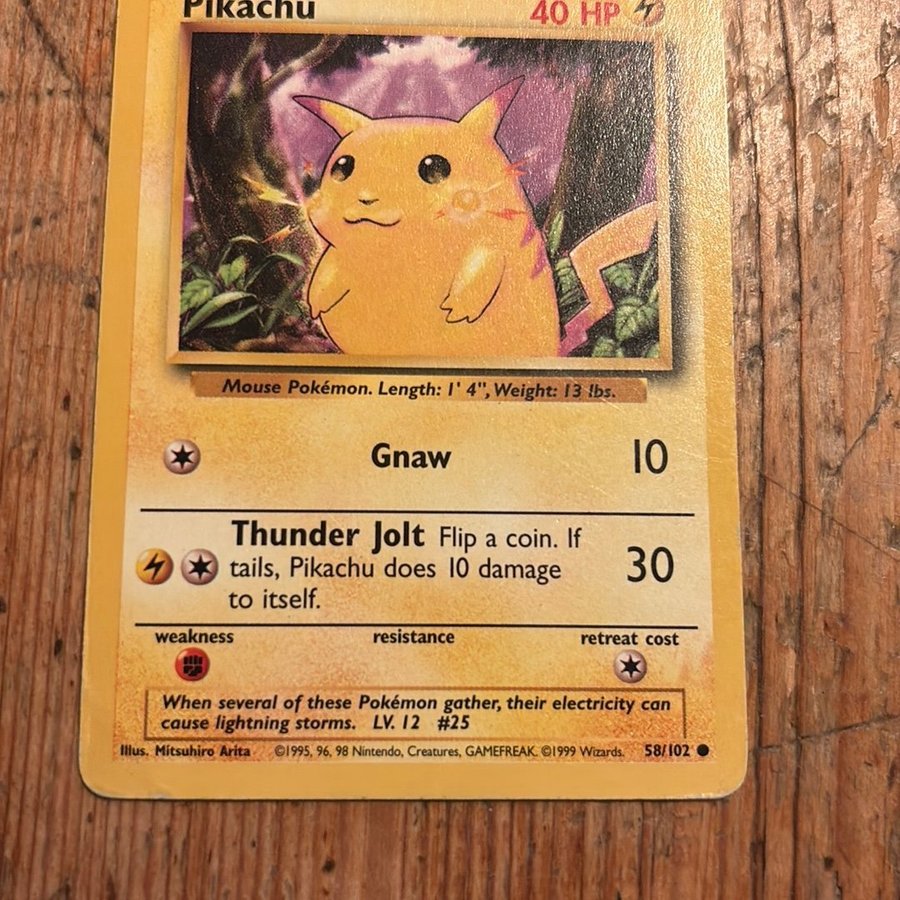 Pikachu 40 HP
Mouse Pokémon. Length: 1' 4", Weight: 13 lbs.
Gnaw 10
Thunder Jolt Flip a coin. If
tails, Pikachu does 10 damage 30
to itself.
weakness resistance retreat cost
When several of these Pokémon gather, their electricity can
cause lightning storms. LV. 12 #25
Illus. Mitsuhiro Arita ©1995, 96, 98 Nintendo, Creatures, GAMEFREAK. ©1999 Wizards. 58/102